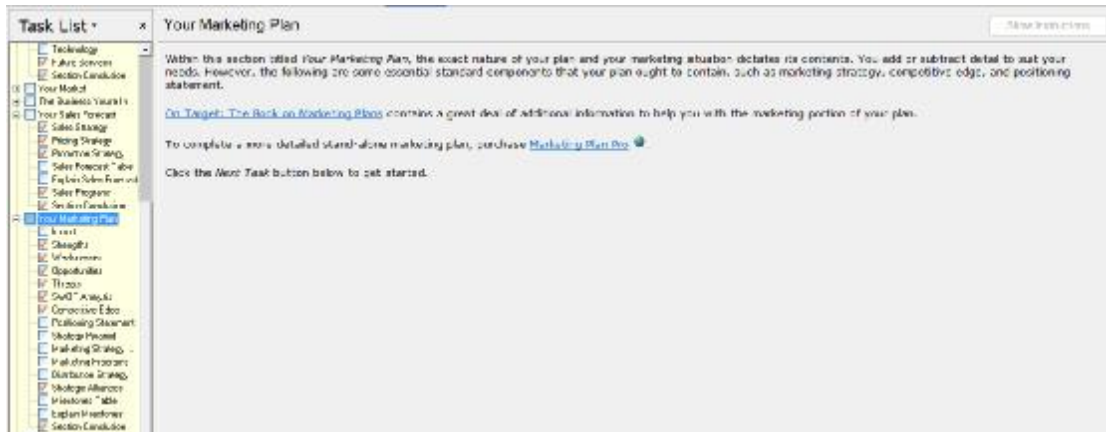 Task List
Your Marketing Plan
Show Instructions
Technology
Future Services
Section Conclusion
Your Market
The Business You're In
Your Sales Forecast
Sales Strategy
Pricing Strategy
Promotion Strategy
Sales Forecast Table
Explain Sales Forecast
Sales Programs
Section Conclusion
Your Marketing Plan
Strengths
Weaknesses
Opportunities
Threats
SWOT Analysis
Competitive Edge
Positioning Statement
Strategy Pyramid
Marketing Strategy ...
Marketing Programs
Distribution Strategy
Strategic Alliances
Milestones Table
Explain Milestones
Section Conclusion
Within this section titled Your Marketing Plan, the exact nature of your plan and your marketing situation dictates its contents. You add or subtract detail to suit your
needs. However, the following are some essential standard components that your plan ought to contain, such as marketing strategy, competitive edge, and positioning
statement.
On Target: The Book on Marketing Plans contains a great deal of additional information to help you with the marketing portion of your plan.
To complete a more detailed stand-alone marketing plan, purchase Marketing Plan Pro
Click the Next Task button below to get started.